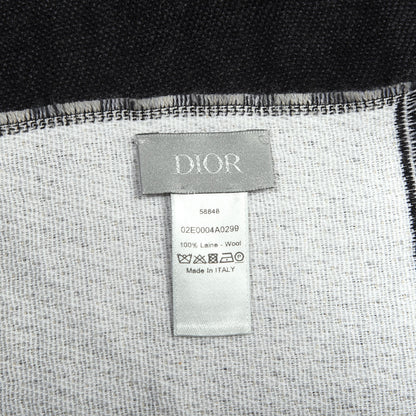 DIOR
58848
02E0004A0299
100% Laine - Wool
Made In ITALY